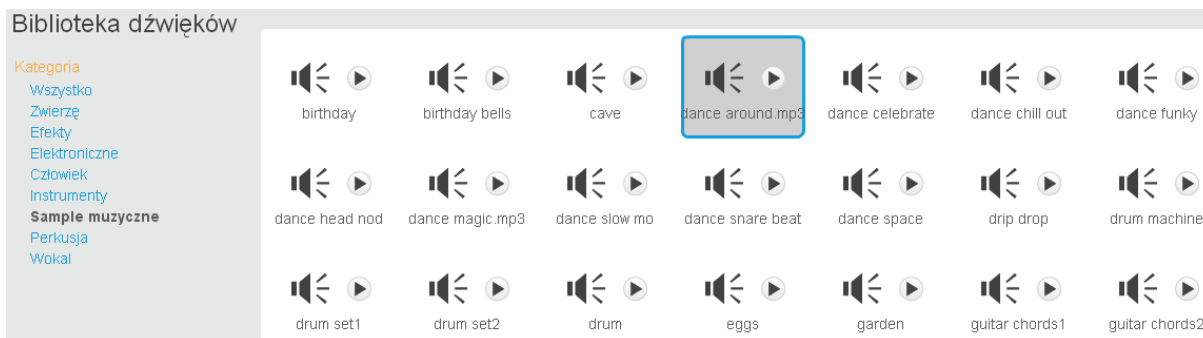 Biblioteka dźwięków
Kategoria
Wszystko
Zwierzę
Efekty
Elektroniczne
Człowiek
Instrumenty
Sample muzyczne
Perkusja
Wokal
birthday birthday bells cave dance around.mp3 dance celebrate dance chill out dance funky
dance head nod dance magic.mp3 dance slow mo dance snare beat dance space drip drop drum machine
drum set1 drum set2 drum eggs garden guitar chords1 guitar chords2